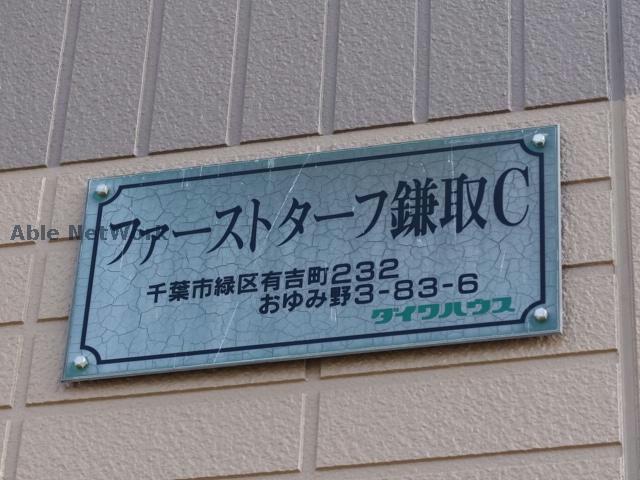 ファーストターフ鎌取C
Able Network
千葉市緑区有吉町232
おゆみ野3-83-6
ダイワハウス